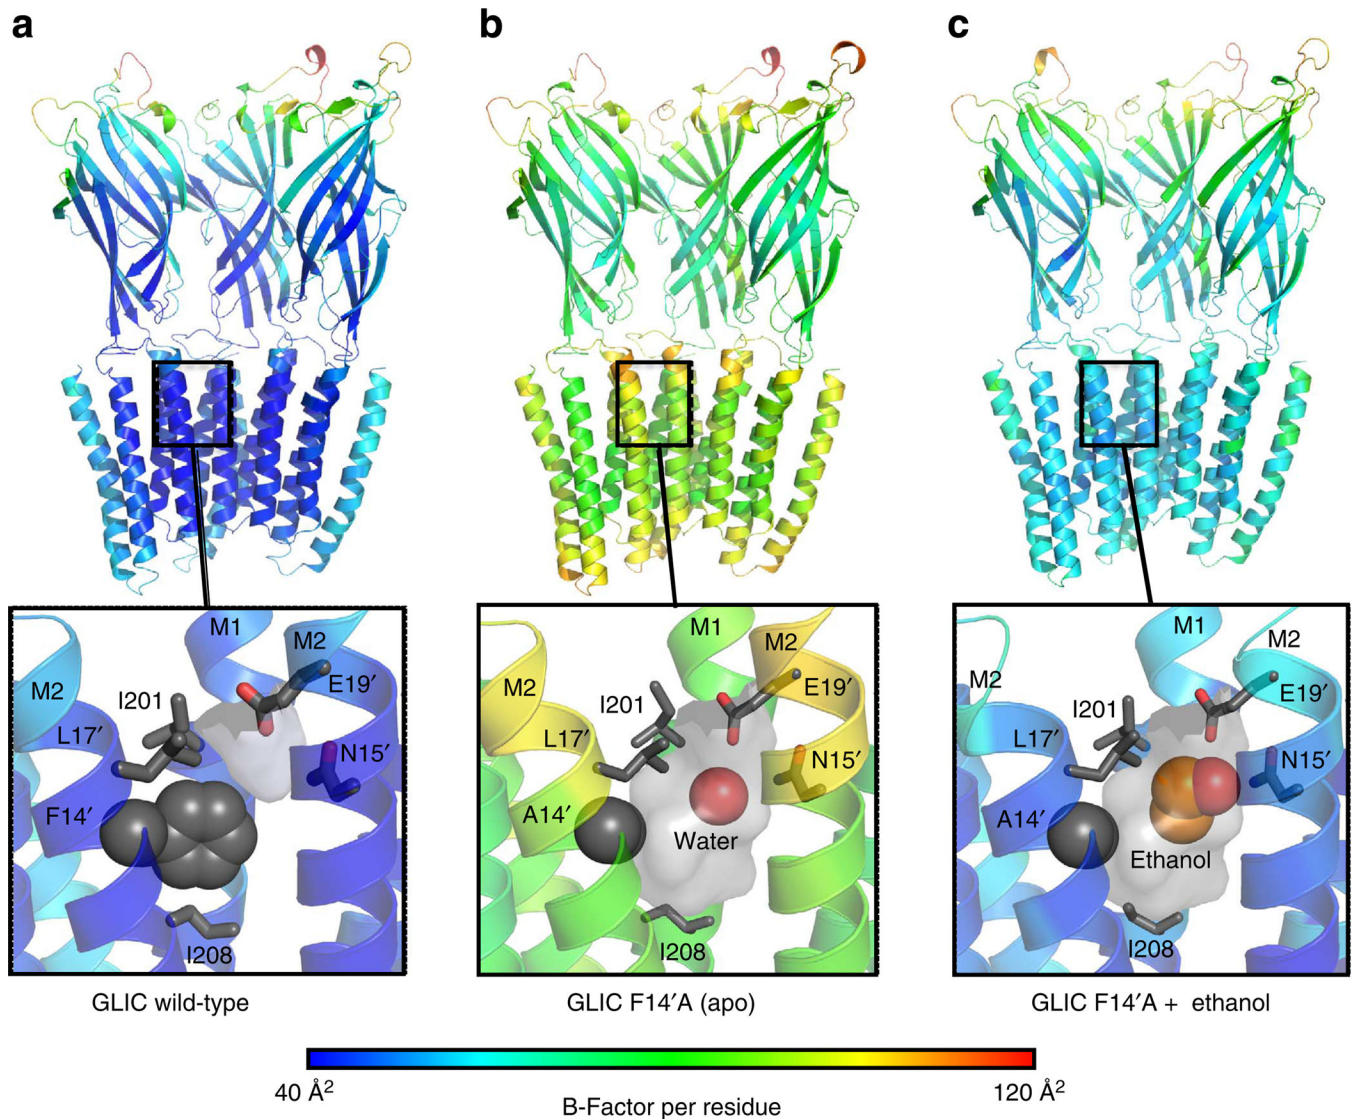 a
b
c
M1
M2
M2
I201
E19′
L17′
N15′
F14′
I208
GLIC wild-type
M1
M2
M2
I201
E19′
L17′
N15′
A14′
Water
I208
GLIC F14′A (apo)
M1
M2
M2
I201
E19′
L17′
N15′
A14′
Ethanol
I208
GLIC F14′A + ethanol
40 Å²
120 Å²
B-Factor per residue